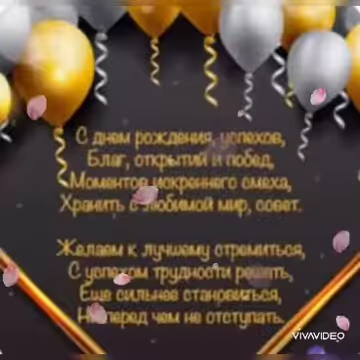 С днем рождения, успехов,
Благ, открытий и побед,
Моментов искреннего смеха,
Хранить с любимой мир, совет.
Желаем к лучшему стремиться,
С успехом трудности решать,
Еще сильнее становиться,
Ни перед чем не отступать.
VIVAVIDEO